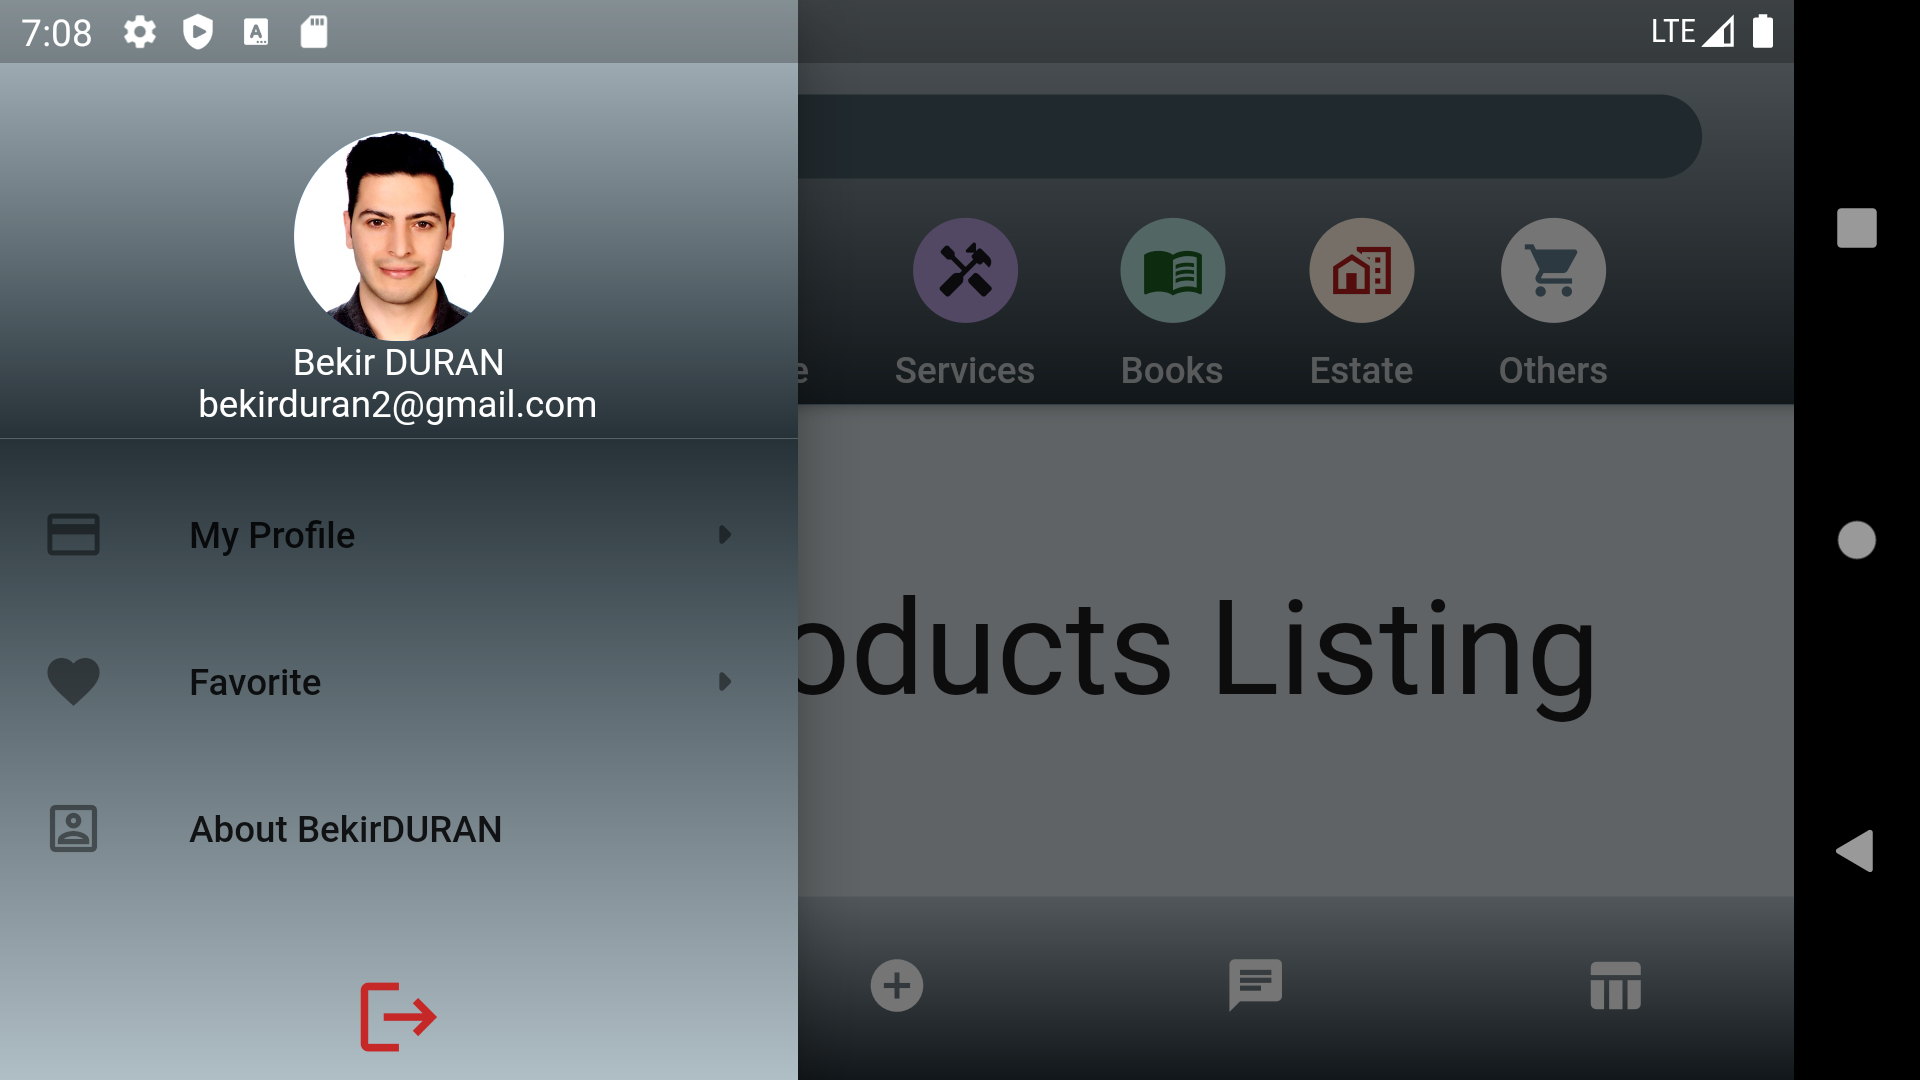 7:08
LTE
Bekir DURAN
bekirduran2@gmail.com
My Profile
Favorite
About BekirDURAN
e
Services
Books
Estate
Others
oducts Listing